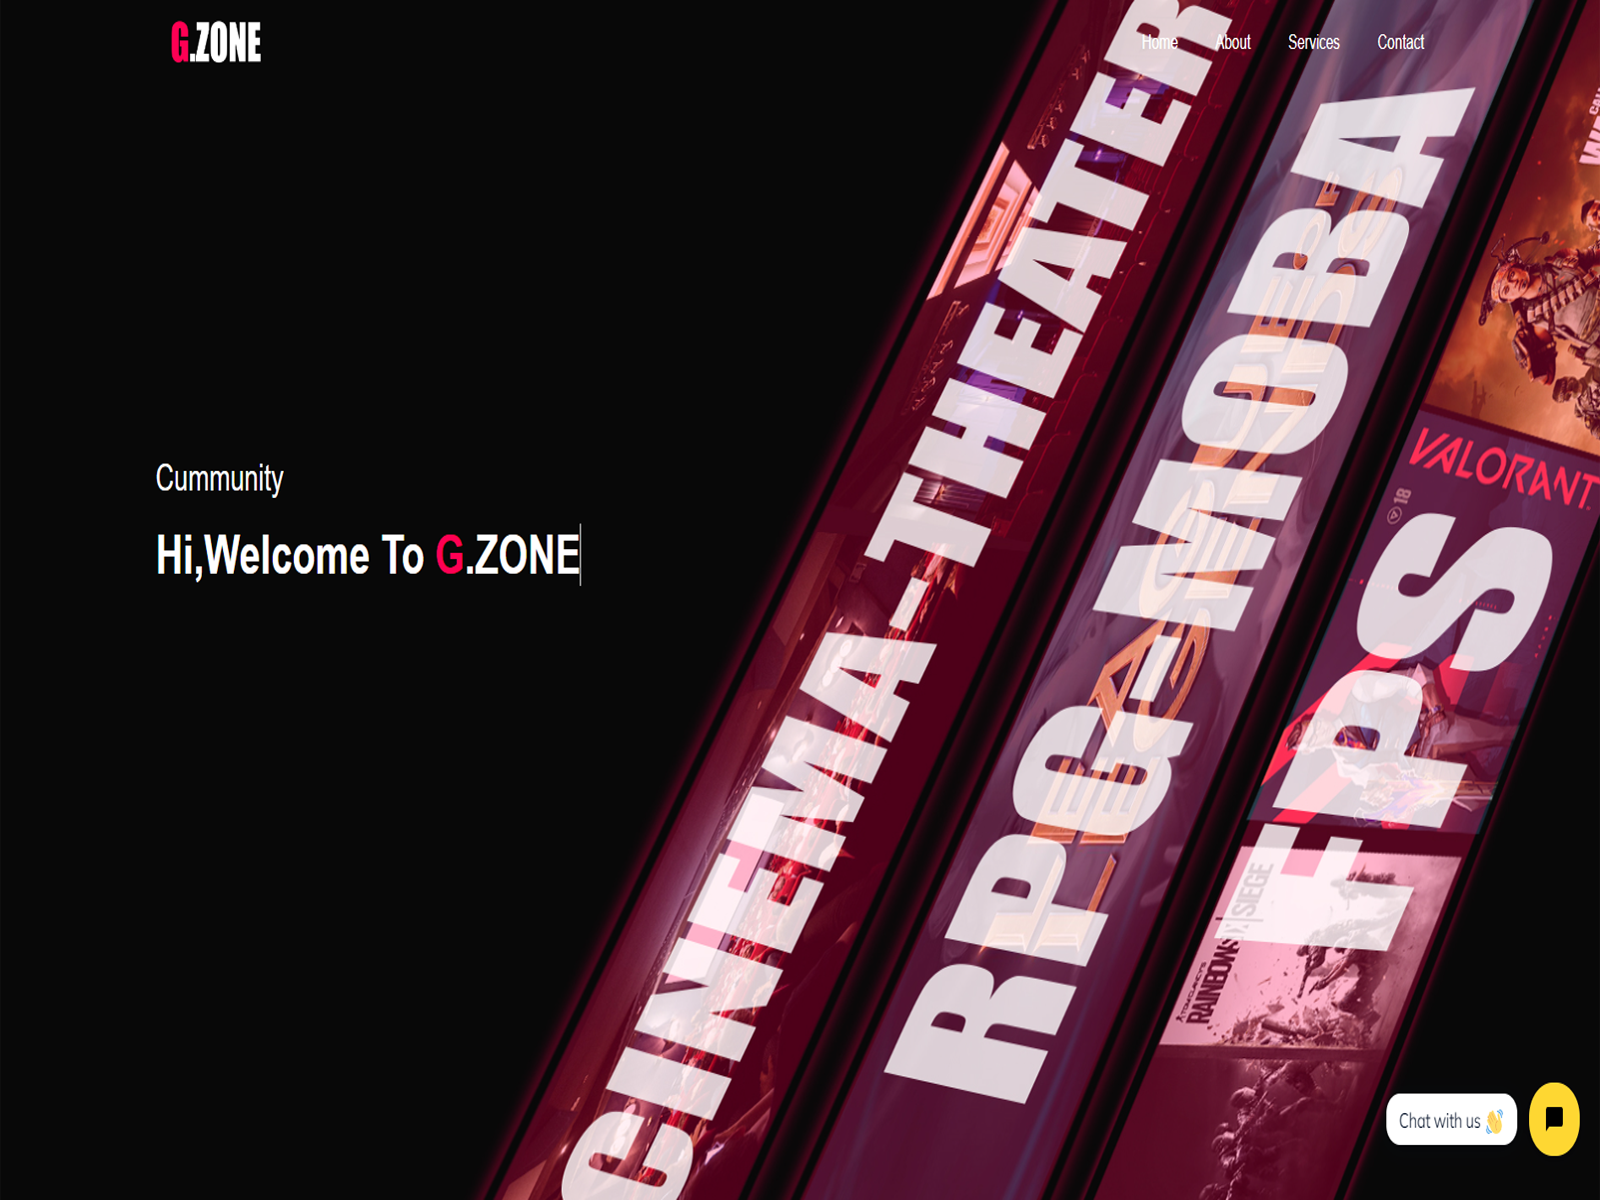 G.ZONE
Home About Services Contact
Cummunity
Hi,Welcome To G.ZONE
CINEMA-THEATER
RPG-MOBA
FPS
VALORANT
18
RAINBOW SIEGE
Chat with us 👋